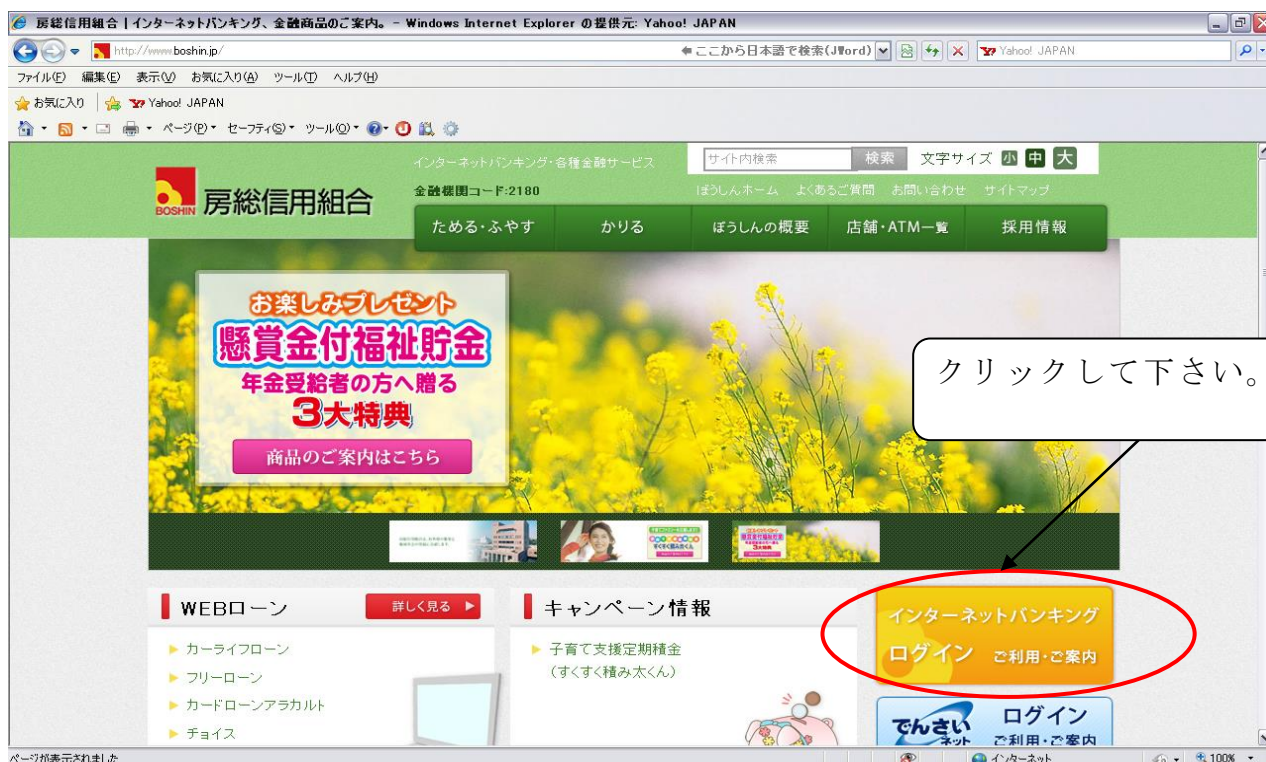 房総信用組合 | インターネットバンキング、金融商品のご案内。 - Windows Internet Explorer の提供元: Yahoo! JAPAN
http://www.boshin.jp/
ここから日本語で検索(JWord)
Yahoo! JAPAN
ファイル(F) 編集(E) 表示(V) お気に入り(A) ツール(T) ヘルプ(H)
お気に入り Yahoo! JAPAN
ページ(P) セーフティ(S) ツール(O)
インターネットバンキング・各種金融サービス
サイト内検索 検索 文字サイズ 小 中 大
BOSHIN 房総信用組合
金融機関コード:2180
ぼうしんホーム よくあるご質問 お問い合わせ サイトマップ
ためる・ふやす かりる ぼうしんの概要 店舗・ATM一覧 採用情報
お楽しみプレゼント
懸賞金付福祉貯金
年金受給者の方へ贈る
3大特典
商品のご案内はこちら
クリックして下さい。
WEBローン 詳しく見る
カーライフローン
フリーローン
カードローンアラカルト
チョイス
キャンペーン情報
子育て支援定期積金
(すくすく積み太くん)
インターネットバンキング
ログイン ご利用・ご案内
でんさいネット ログイン
ご利用・ご案内
ページが表示されました
インターネット 100%